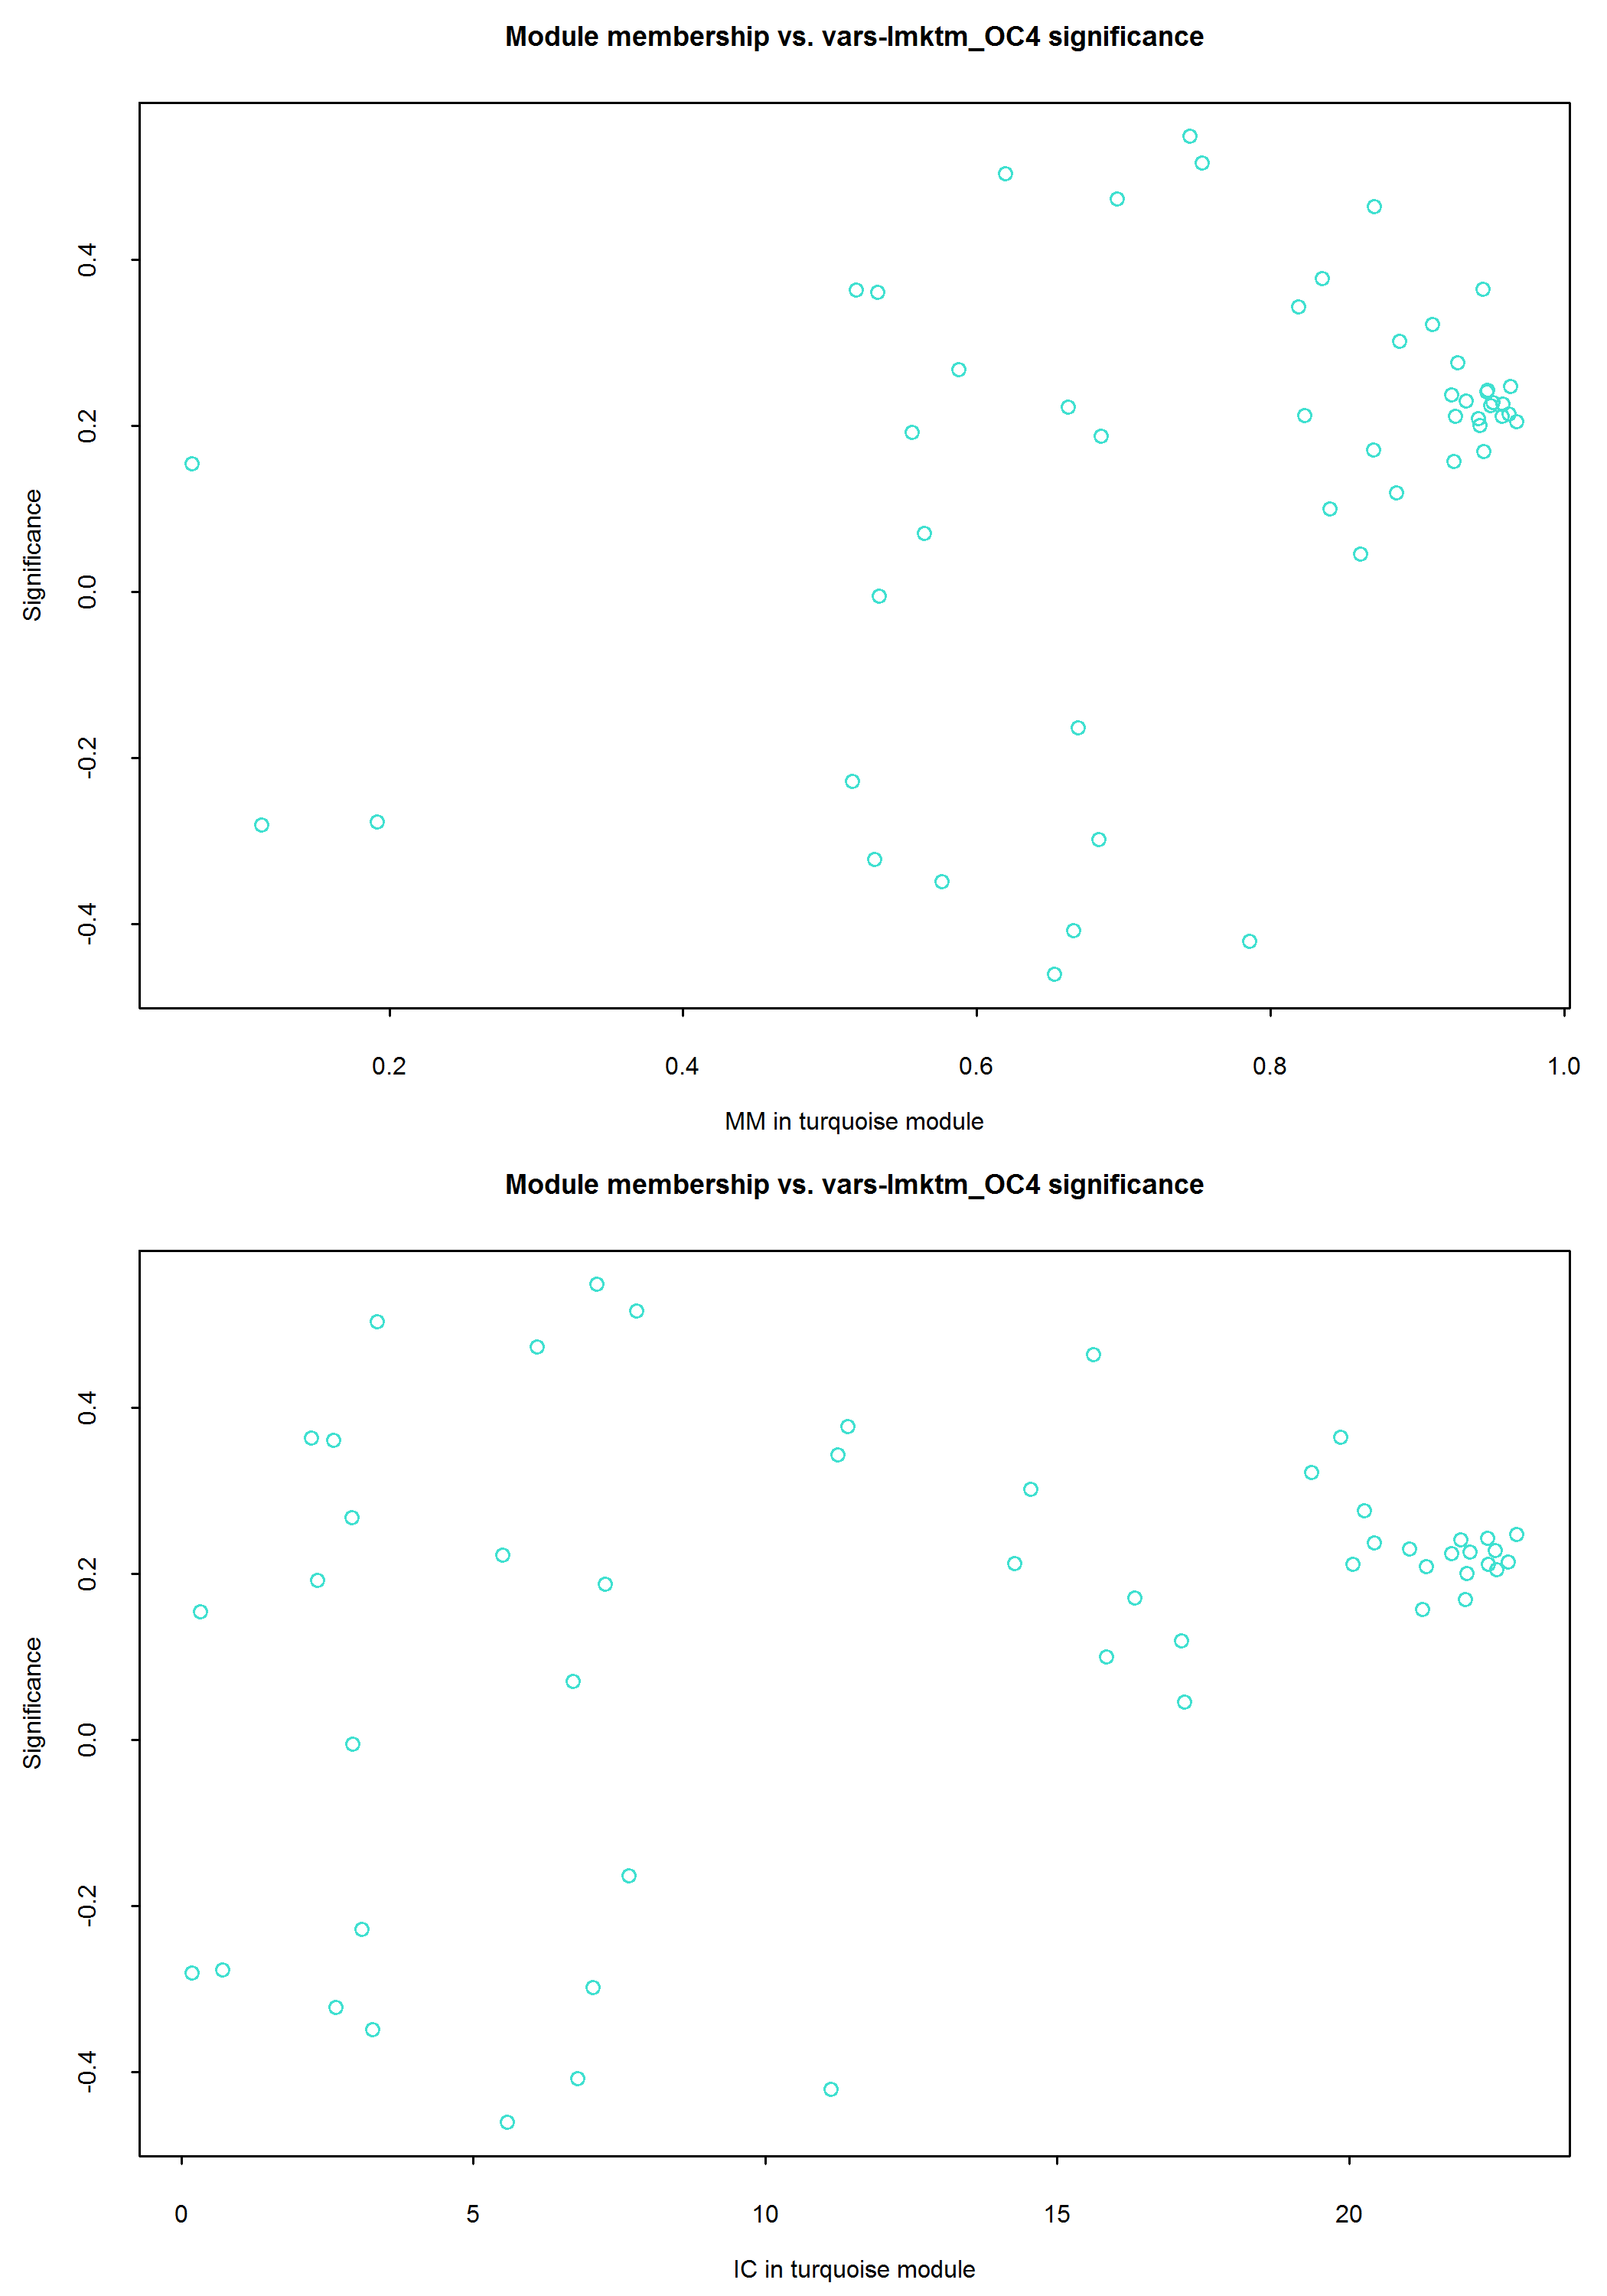 Module membership vs. vars-lmktm_OC4 significance
Significance
0.4
0.2
0.0
-0.2
-0.4
0.2 0.4 0.6 0.8 1.0
MM in turquoise module
Module membership vs. vars-lmktm_OC4 significance
Significance
0.4
0.2
0.0
-0.2
-0.4
0 5 10 15 20
IC in turquoise module